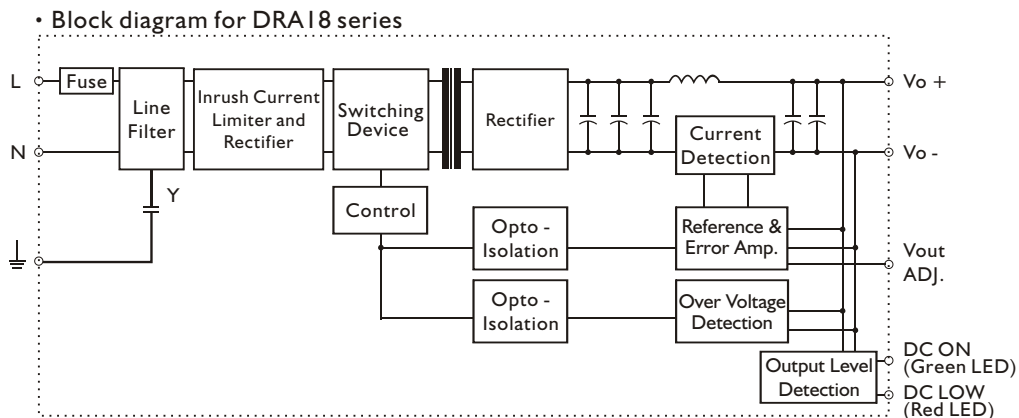 • Block diagram for DRA18 series
L
Fuse
Line
Filter
Inrush Current
Limiter and
Rectifier
Switching
Device
Rectifier
Current
Detection
Vo +
N
Vo -
Y
Control
Opto -
Isolation
Reference &
Error Amp.
Vout
ADJ.
Opto -
Isolation
Over Voltage
Detection
Output Level
Detection
DC ON
(Green LED)
DC LOW
(Red LED)